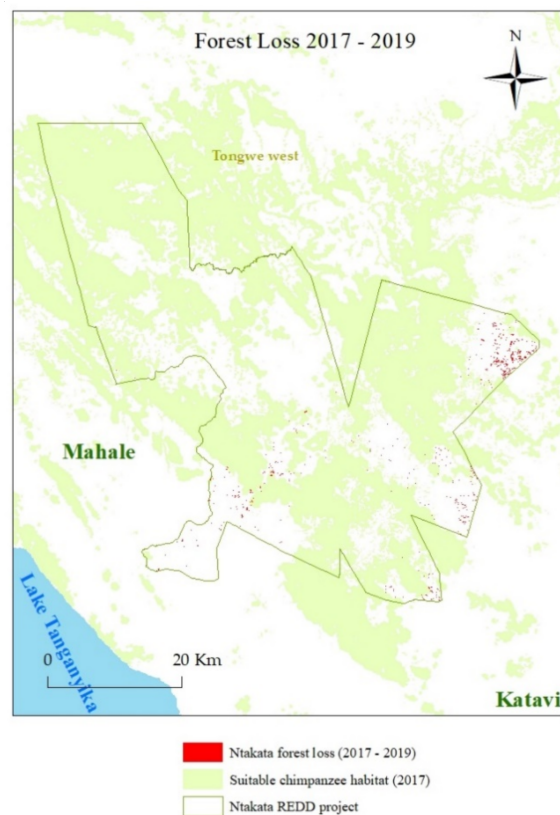 Forest Loss 2017 - 2019
N
Tongwe west
Mahale
Lake Tanganyika
0 20 Km
Katavi
Ntakata forest loss (2017 - 2019)
Suitable chimpanzee habitat (2017)
Ntakata REDD project